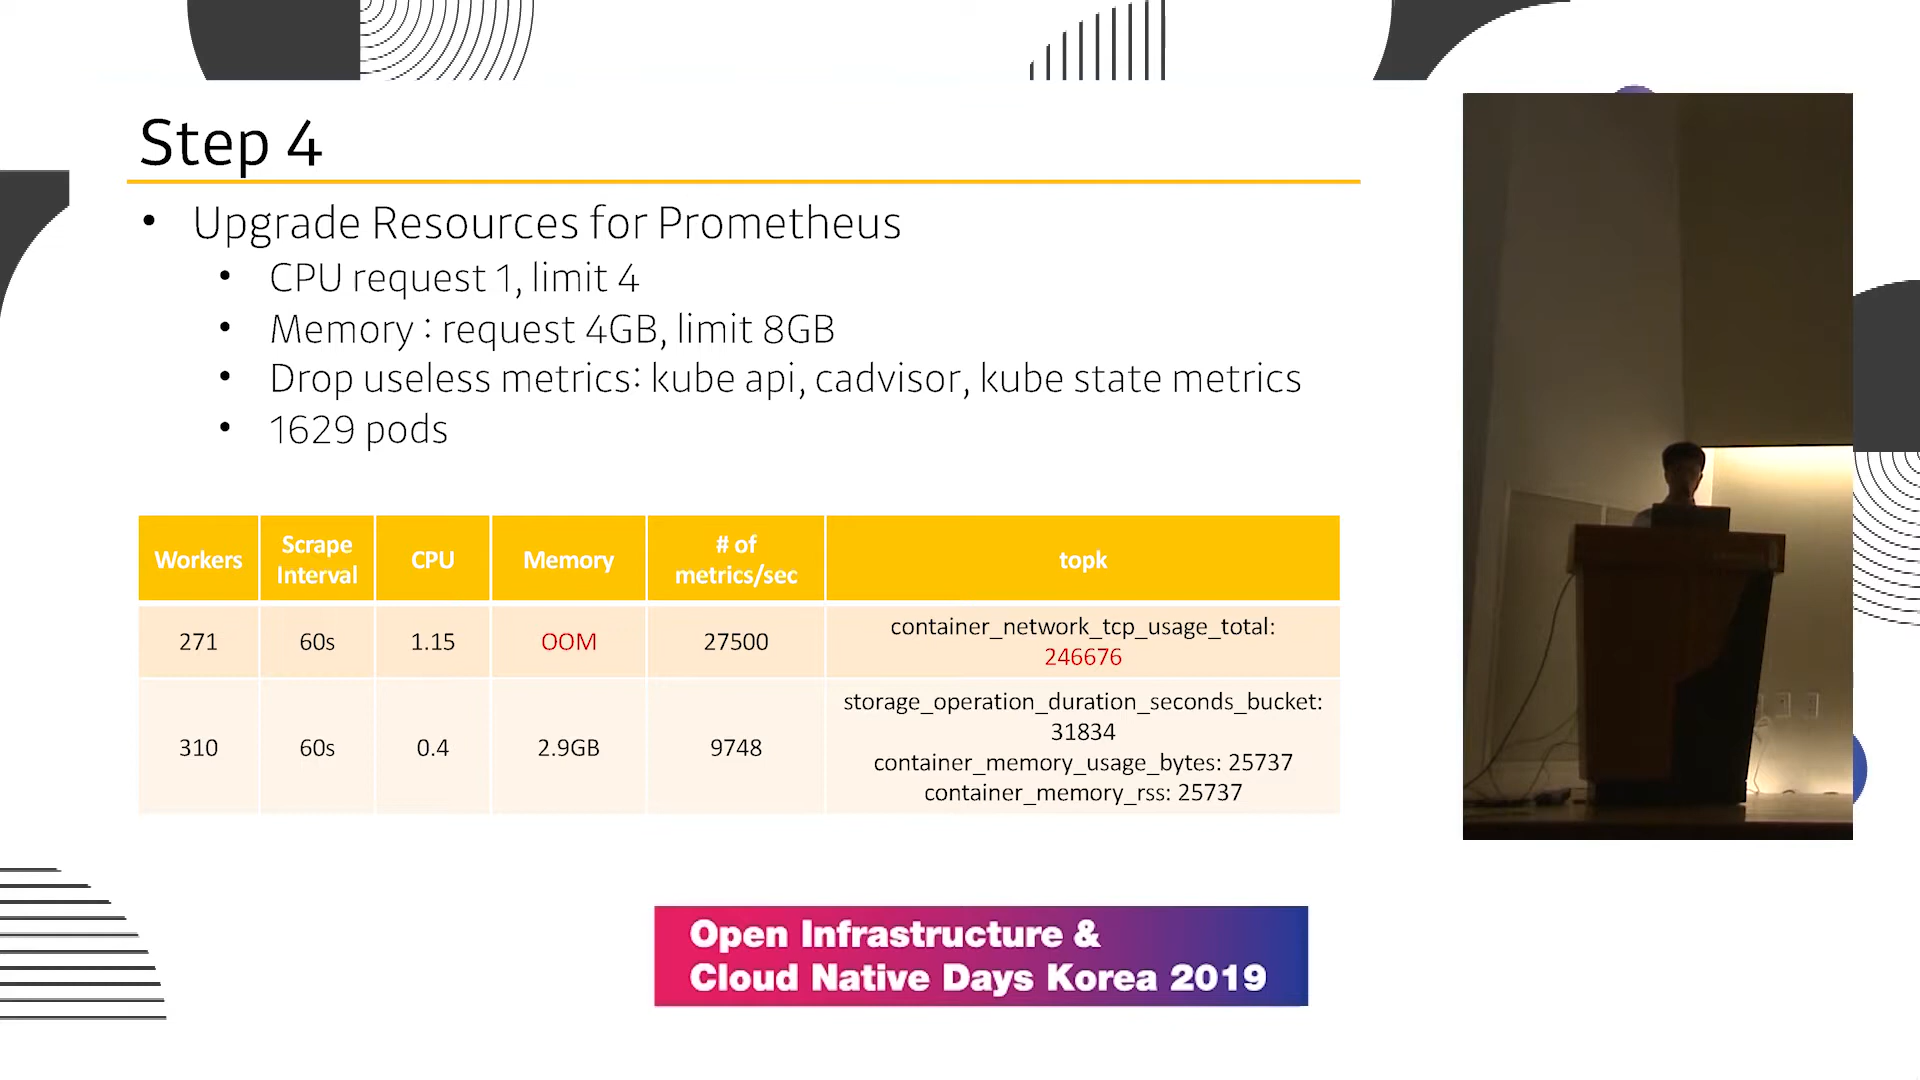 Step 4
• Upgrade Resources for Prometheus
• CPU request 1, limit 4
• Memory : request 4GB, limit 8GB
• Drop useless metrics: kube api, cadvisor, kube state metrics
• 1629 pods
Workers
Scrape
Interval
CPU
Memory
# of
metrics/sec
topk
271
60s
1.15
OOM
27500
container_network_tcp_usage_total:
246676
310
60s
0.4
2.9GB
9748
storage_operation_duration_seconds_bucket:
31834
container_memory_usage_bytes: 25737
container_memory_rss: 25737
Open Infrastructure &
Cloud Native Days Korea 2019